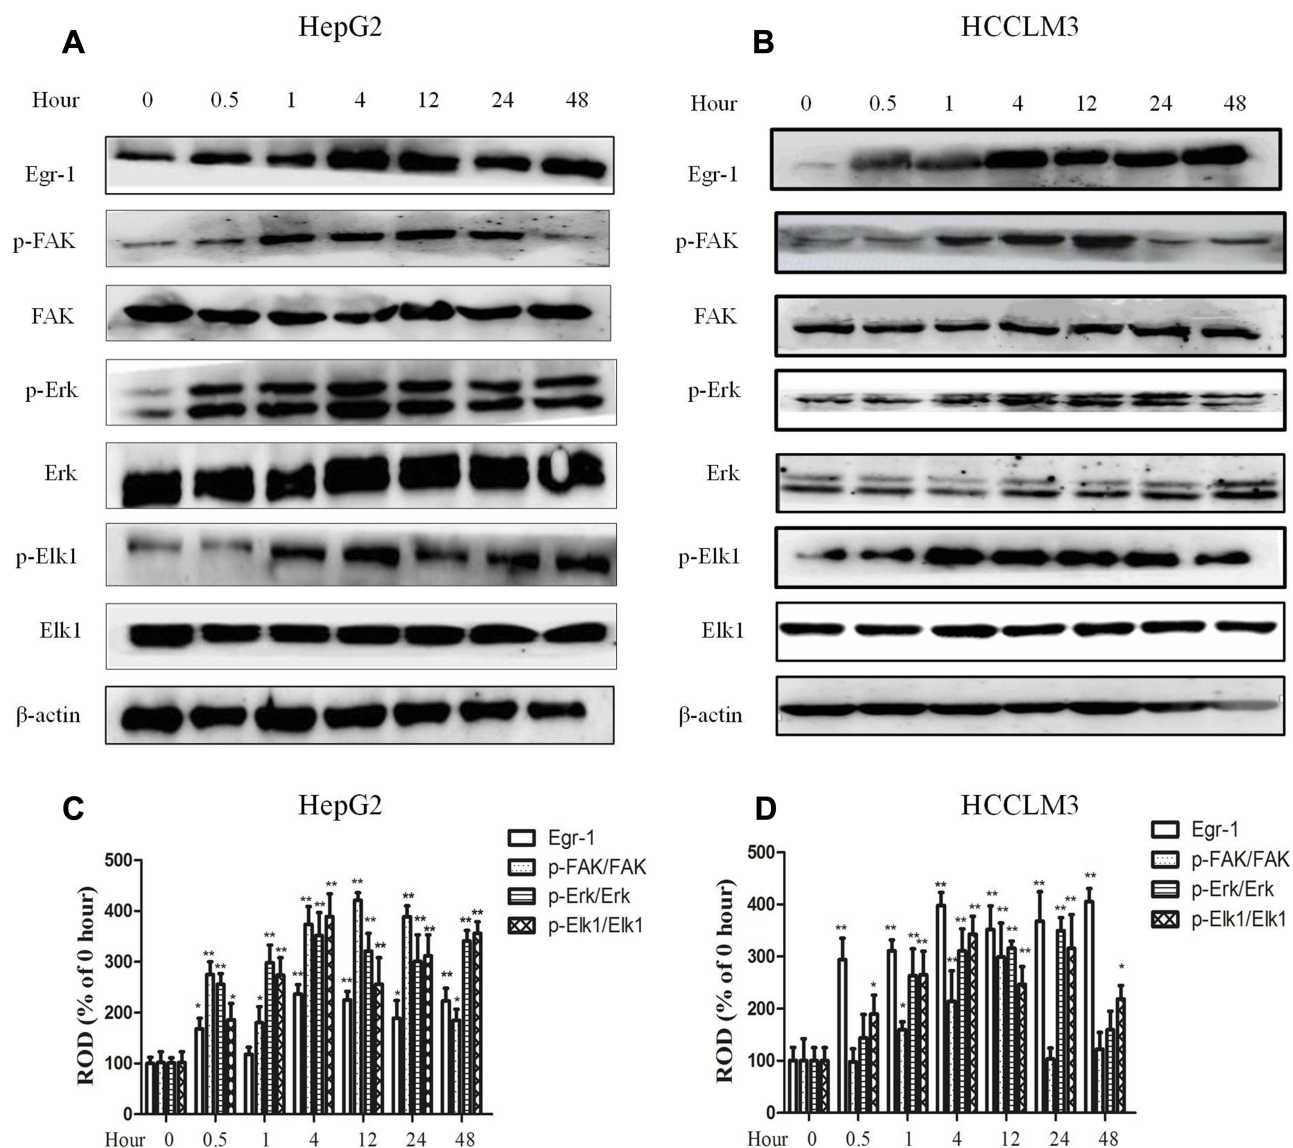 A
HepG2
Hour 0 0.5 1 4 12 24 48
Egr-1
p-FAK
FAK
p-Erk
Erk
p-Elk1
Elk1
β-actin
B
HCCLM3
Hour 0 0.5 1 4 12 24 48
Egr-1
p-FAK
FAK
p-Erk
Erk
p-Elk1
Elk1
β-actin
C
HepG2
Egr-1
p-FAK/FAK
p-Erk/Erk
p-Elk1/Elk1
ROD (% of 0 hour)
500
400
300
200
100
0
Hour 0 0.5 1 4 12 24 48
D
HCCLM3
Egr-1
p-FAK/FAK
p-Erk/Erk
p-Elk1/Elk1
ROD (% of 0 hour)
500
400
300
200
100
0
Hour 0 0.5 1 4 12 24 48